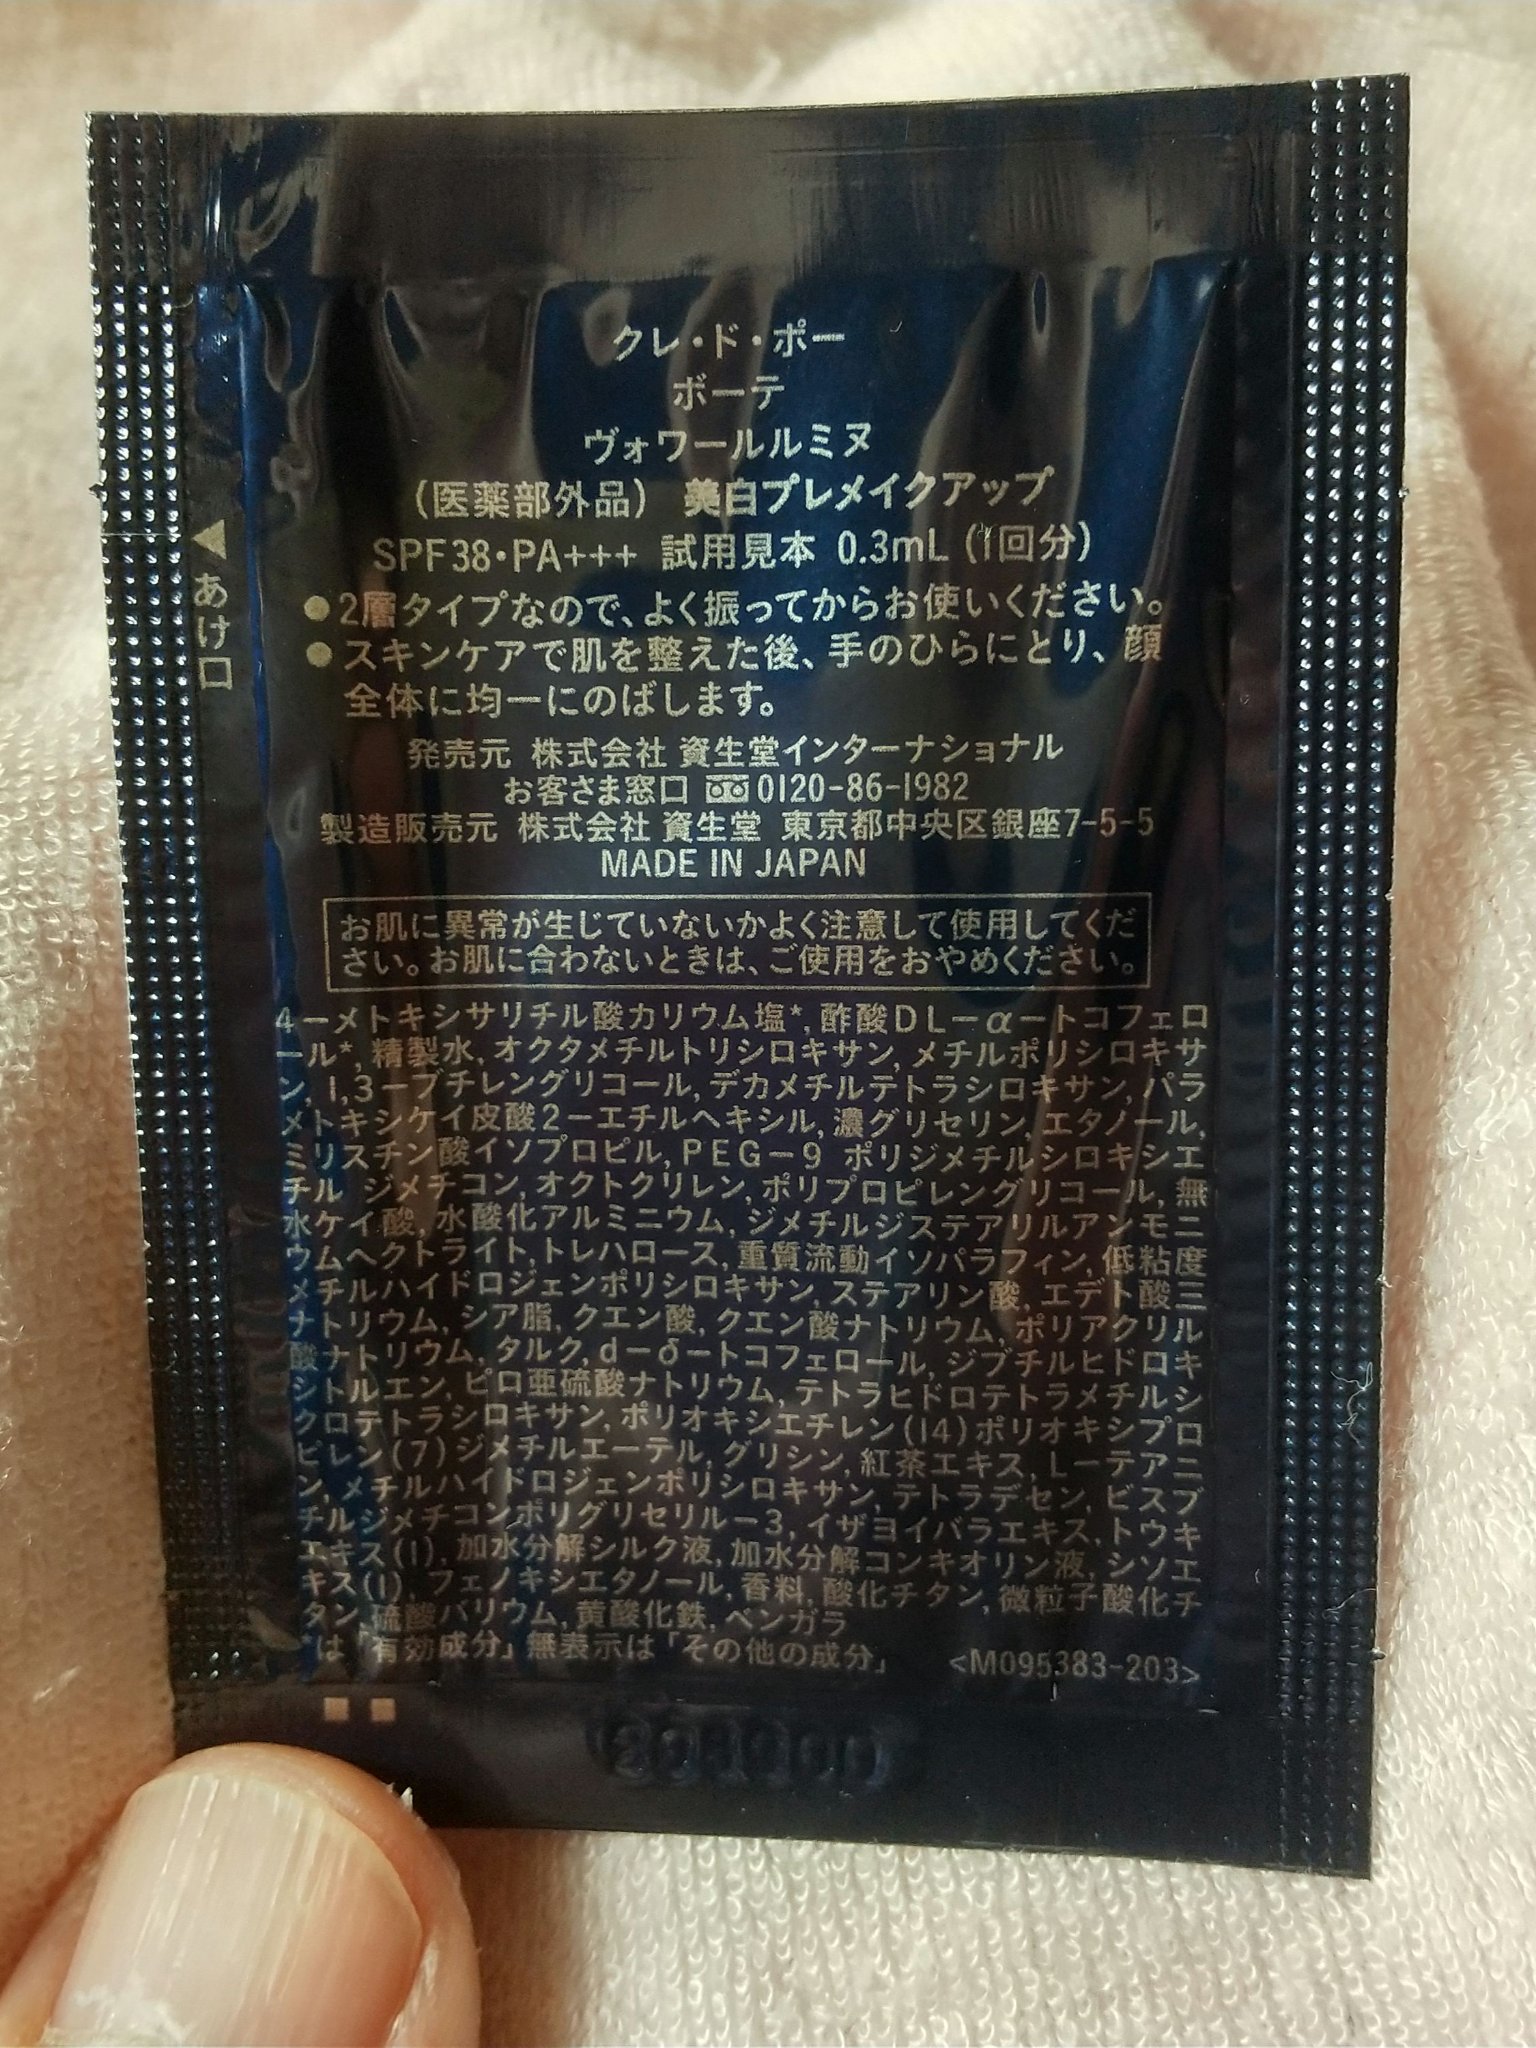 クレ・ド・ポー
ボーテ
ヴォワールルミヌ
(医薬部外品) 美白プレメイクアップ
SPF38・PA+++ 試用見本 0.3mL (1回分)
●2層タイプなので、よく振ってからお使いください。
●スキンケアで肌を整えた後、手のひらにとり、顔
全体に均一にのばします。
あけ口
発売元 株式会社 資生堂インターナショナル
お客さま窓口 0120-86-1982
製造販売元 株式会社 資生堂 東京都中央区銀座7-5-5
MADE IN JAPAN
お肌に異常が生じていないかよく注意して使用してくだ
さい。お肌に合わないときは、ご使用をおやめください。
4ーメトキシサリチル酸カリウム塩*, 酢酸DLーαートコフェロ
ール*, 精製水, オクタメチルトリシロキサン, メチルポリシロキサ
ン, 1,3ーブチレングリコール, デカメチルテトラシロキサン, パラ
メトキシケイ皮酸2ーエチルヘキシル, 濃グリセリン, エタノール,
ミリスチン酸イソプロピル, PEGー9 ポリジメチルシロキシエ
チル ジメチコン, オクトクリレン, ポリプロピレングリコール, 無
水ケイ酸, 水酸化アルミニウム, ジメチルジステアリルアンモニ
ウムヘクトライト, トレハロース, 重質流動イソパラフィン, 低粘度
メチルハイドロジェンポリシロキサン, ステアリン酸, エデト酸三
ナトリウム, シア脂, クエン酸, クエン酸ナトリウム, ポリアクリル
酸ナトリウム, タルク, dーδートコフェロール, ジブチルヒドロキ
シトルエン, ピロ亜硫酸ナトリウム, テトラヒドロテトラメチルシ
クロテトラシロキサン, ポリオキシエチレン(14)ポリオキシプロ
ピレン(7)ジメチルエーテル, グリシン, 紅茶エキス, Lーテアニ
ン, メチルハイドロジェンポリシロキサン, テトラデセン, ビスブ
チルジメチコンポリグリセリルー3, イザヨイバラエキス, トウキ
エキス(1), 加水分解シルク液, 加水分解コンキオリン液, シソエ
キス(1), フェノキシエタノール, 香料, 酸化チタン, 微粒子酸化チ
タン, 硫酸バリウム, 黄酸化鉄, ベンガラ
*は「有効成分」無表示は「その他の成分」 <M095383-203>